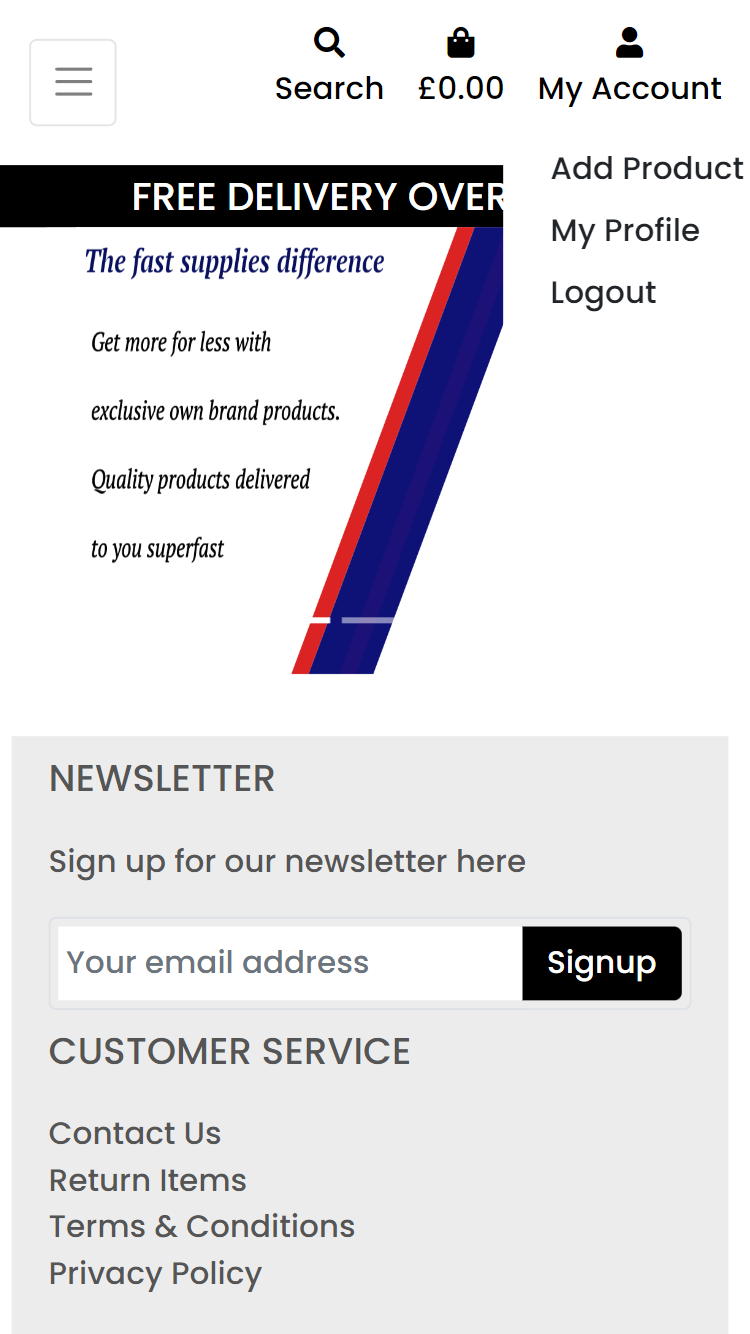 Search £0.00 My Account
Add Product
My Profile
Logout
FREE DELIVERY OVER
The fast supplies difference
Get more for less with
exclusive own brand products.
Quality products delivered
to you superfast
NEWSLETTER
Sign up for our newsletter here
Your email address Signup
CUSTOMER SERVICE
Contact Us
Return Items
Terms & Conditions
Privacy Policy